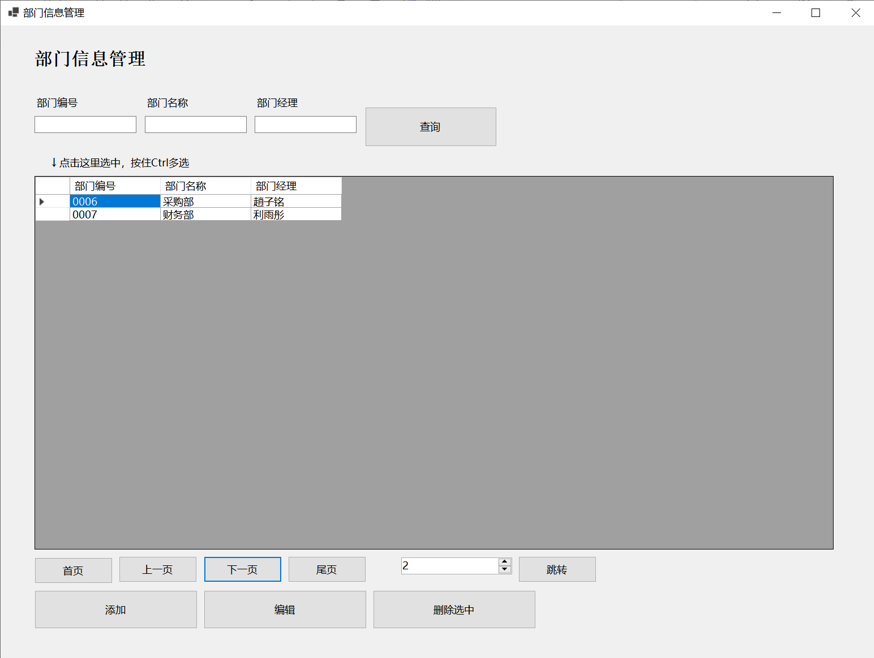 部门信息管理
部门信息管理
部门编号 部门名称 部门经理
查询
↓点击这里选中，按住Ctrl多选
部门编号 部门名称 部门经理
0006 采购部 趙子铭
0007 财务部 利雨彤
首页 上一页 下一页 尾页 2 跳转
添加 编辑 删除选中